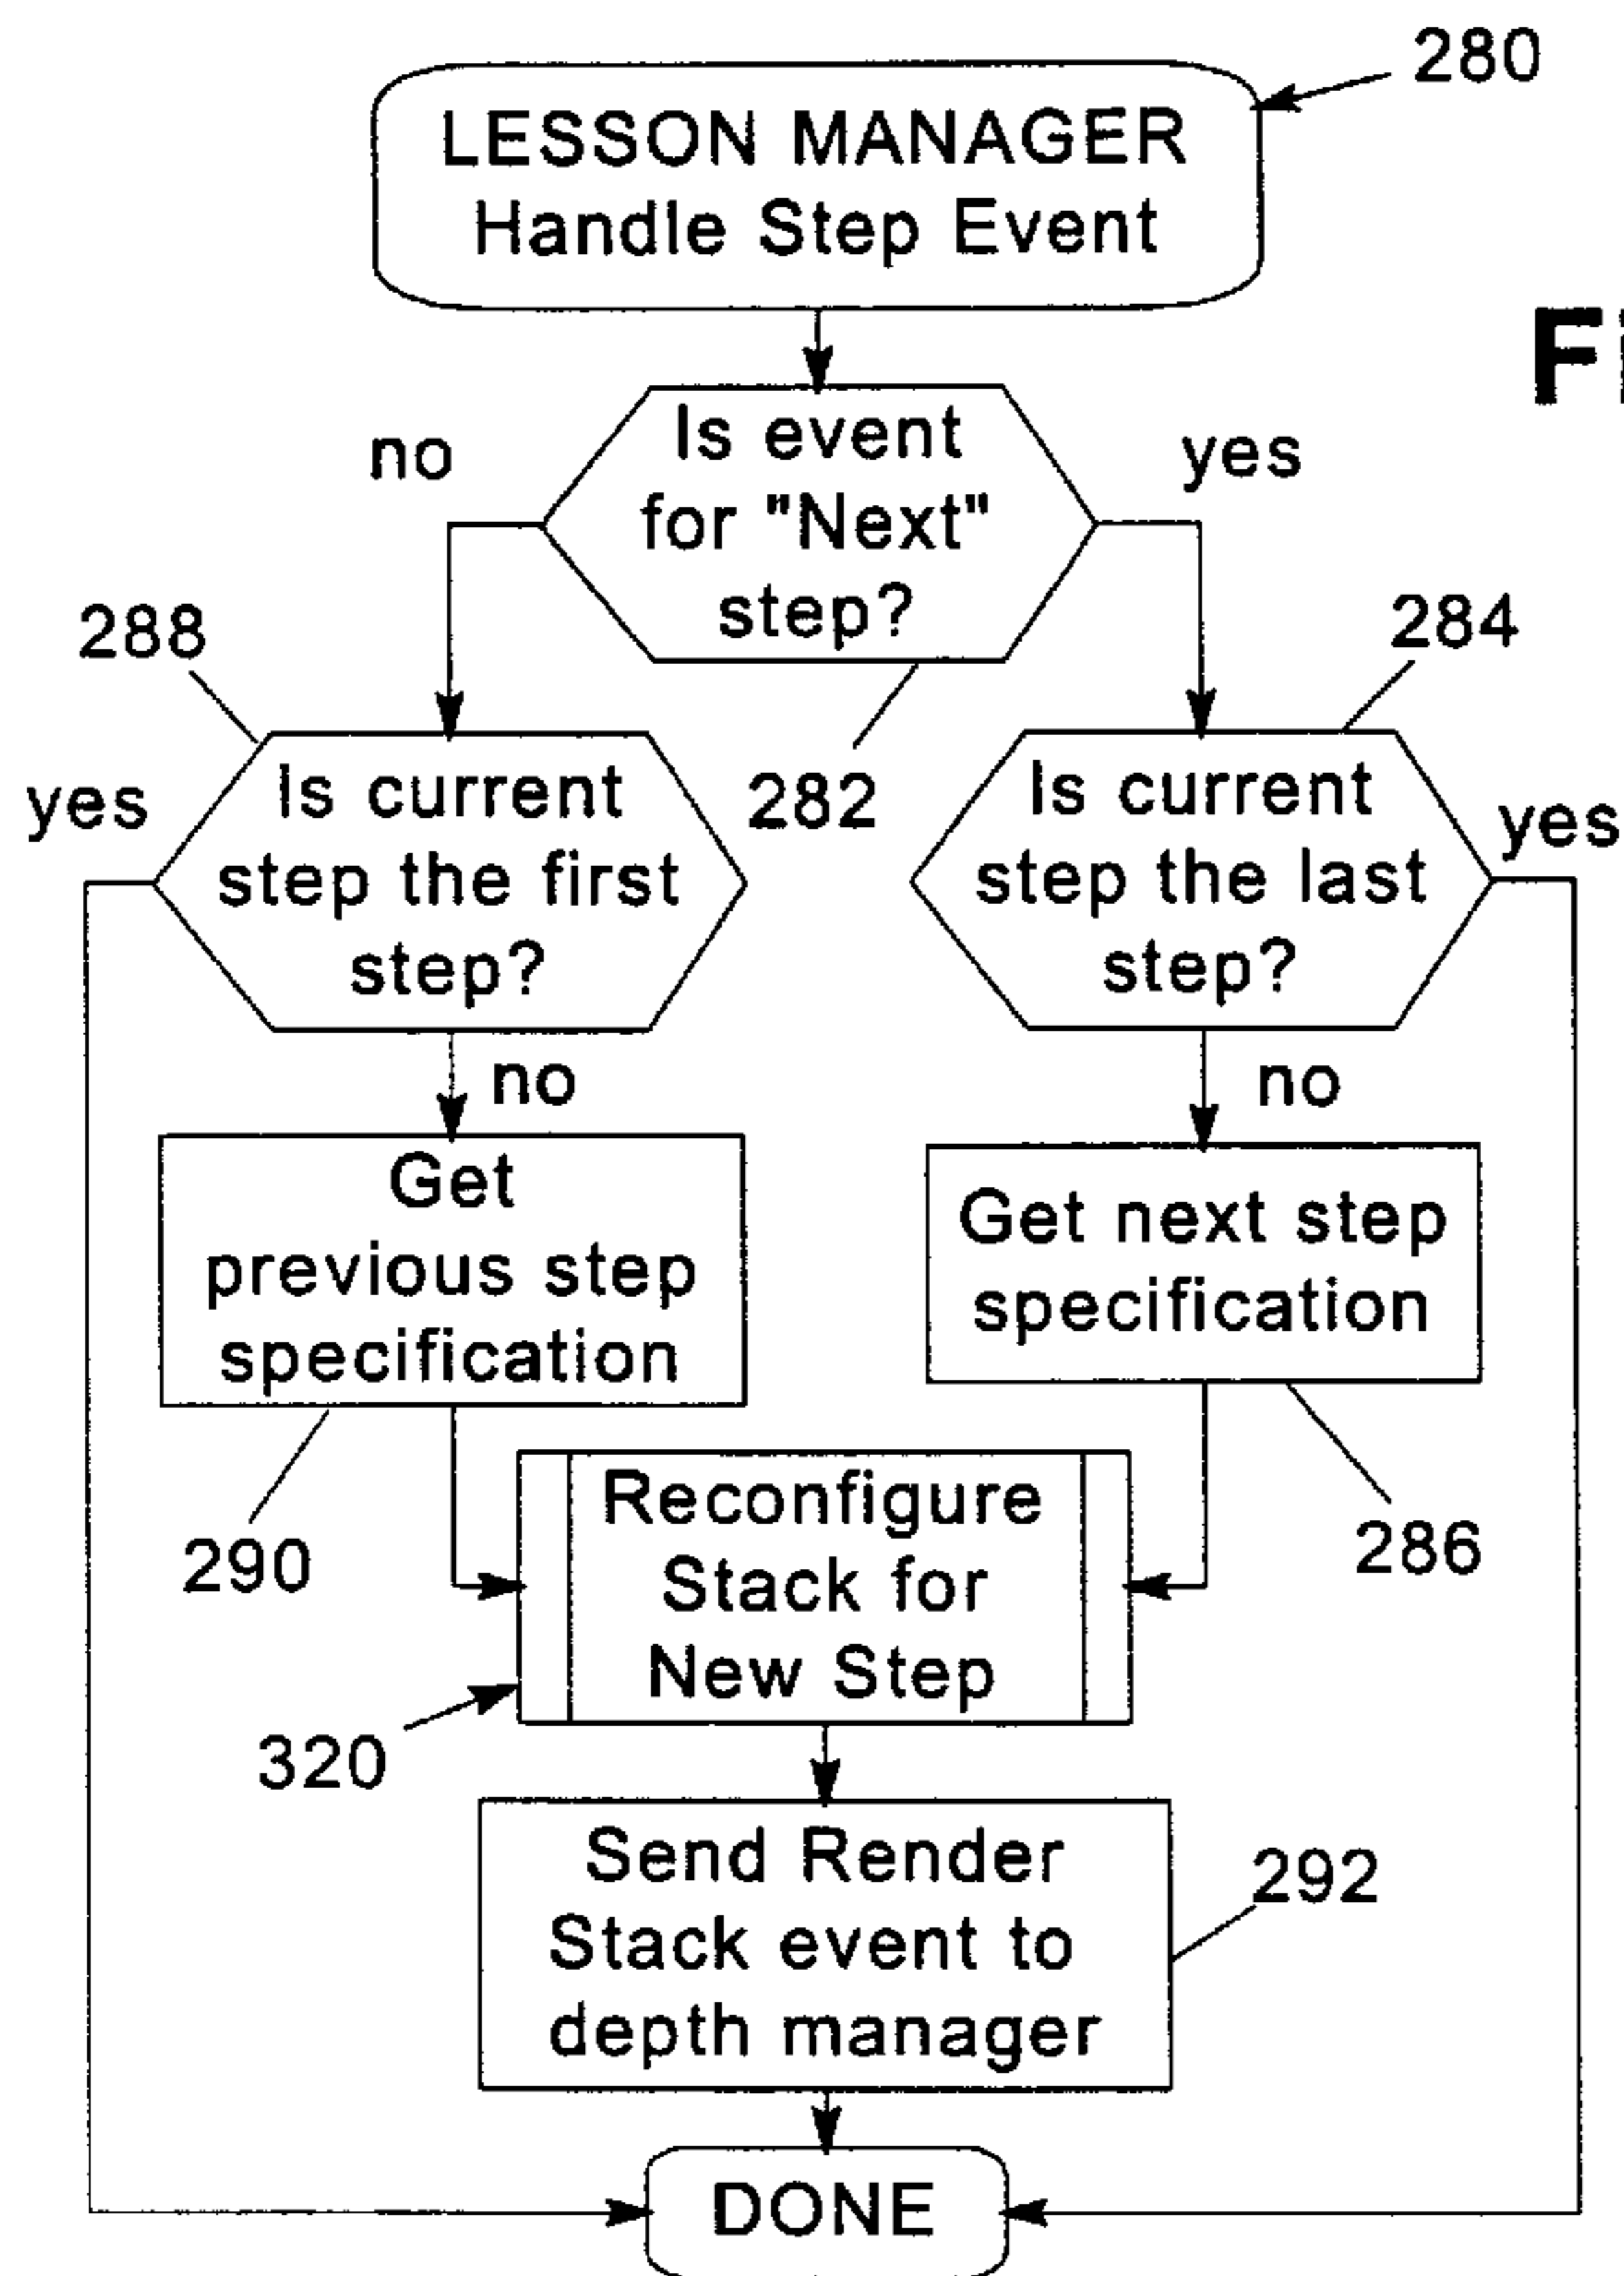 280
LESSON MANAGER
Handle Step Event
no
Is event
for "Next"
step?
yes
288
284
282
yes
Is current
step the first
step?
Is current
step the last
step?
yes
no
no
Get
previous step
specification
Get next step
specification
290
286
Reconfigure
Stack for
New Step
320
Send Render
Stack event to
depth manager
292
DONE